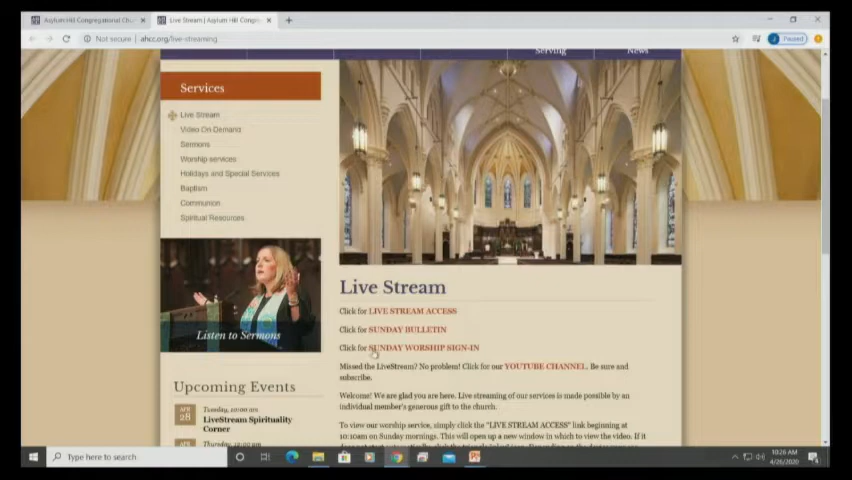 Asylum Hill Congregational Chu
Live Stream | Asylum Hill Congreg
Not secure | ahcc.org/live-streaming
Paused
Serving
News
Services
Live Stream
Video On Demand
Sermons
Worship services
Holidays and Special Services
Baptism
Communion
Spiritual Resources
Listen to Sermons
Upcoming Events
APR
28
Tuesday, 12:00 pm
LiveStream Spirituality
Corner
APR
Live Stream
Click for LIVE STREAM ACCESS
Click for SUNDAY BULLETIN
Click for SUNDAY WORSHIP SIGN-IN
Missed the LiveStream? No problem! Click for our YOUTUBE CHANNEL. Be sure and
subscribe.
Welcome! We are glad you are here. Live streaming of our services is made possible by an
individual member's generous gift to the church.
To view our worship service, simply click the "LIVE STREAM ACCESS" link beginning at
10:10am on Sunday mornings. This will open up a new window in which to view the video. If it
Type here to search
10:26 AM
4/26/2020